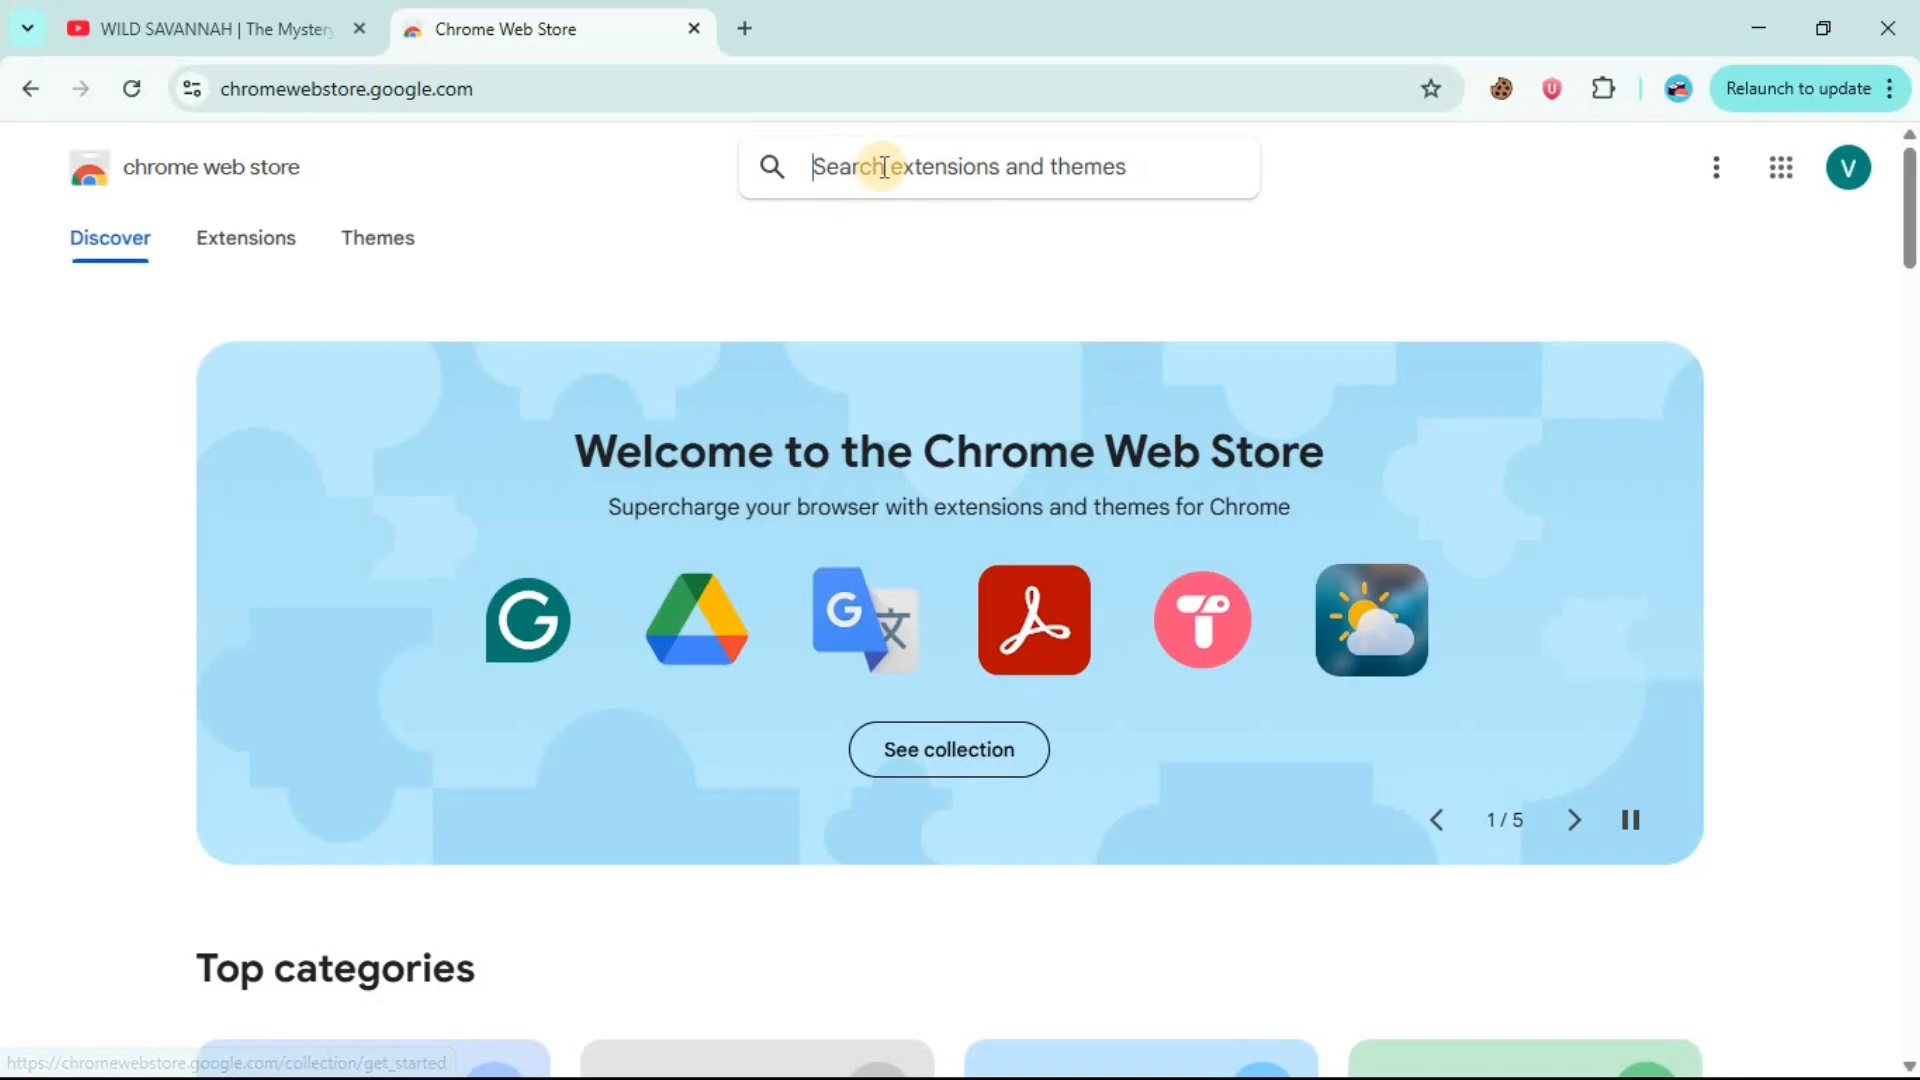 WILD SAVANNAH | The Mystery
Chrome Web Store
chromewebstore.google.com
Relaunch to update
chrome web store
Search extensions and themes
V
Discover
Extensions
Themes
Welcome to the Chrome Web Store
Supercharge your browser with extensions and themes for Chrome
See collection
1 / 5
Top categories
https://chromewebstore.google.com/collection/get_started